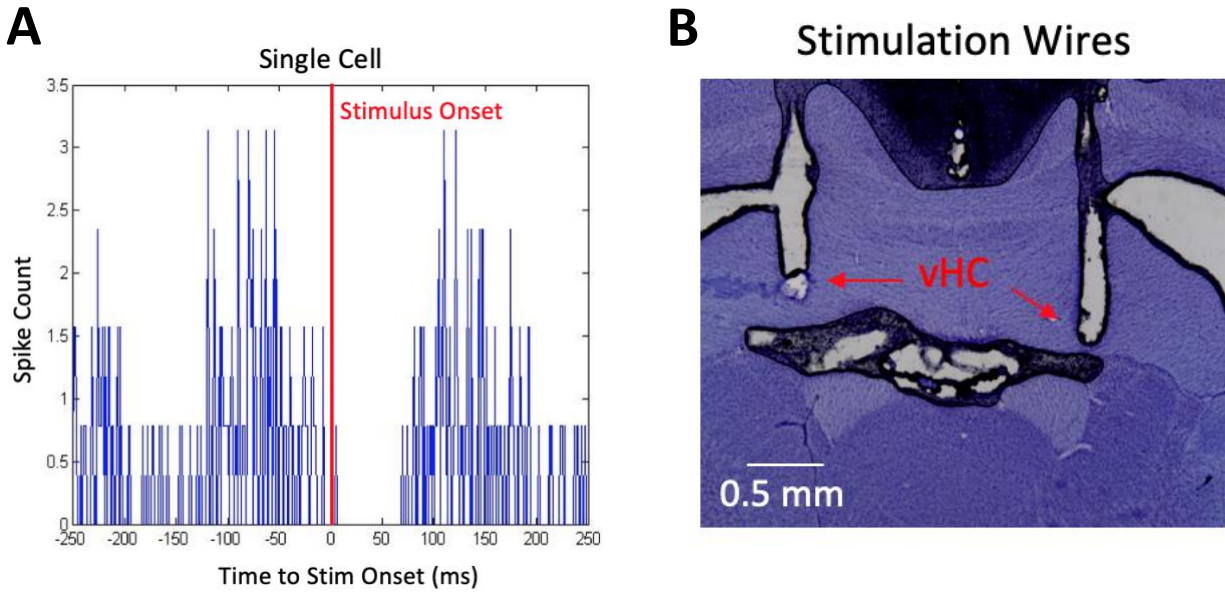 A
Single Cell
3.5
3
2.5
2
1.5
1
0.5
0
Spike Count
Stimulus Onset
-250 -200 -150 -100 -50 0 50 100 150 200 250
Time to Stim Onset (ms)
B
Stimulation Wires
vHC
0.5 mm